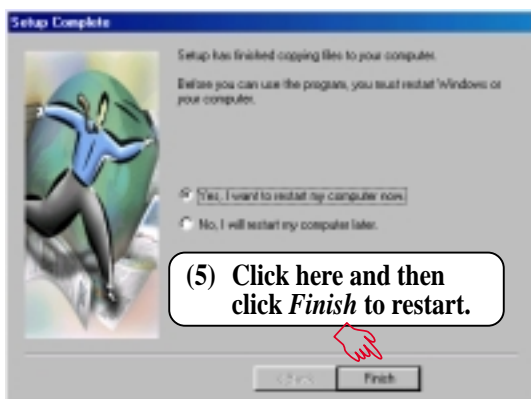 Setup Complete
Setup has finished copying files to your computer.
Before you can use the program, you must restart Windows or
your computer.
Yes, I want to restart my computer now.
No, I will restart my computer later.
(5) Click here and then
click Finish to restart.
< Back
Finish